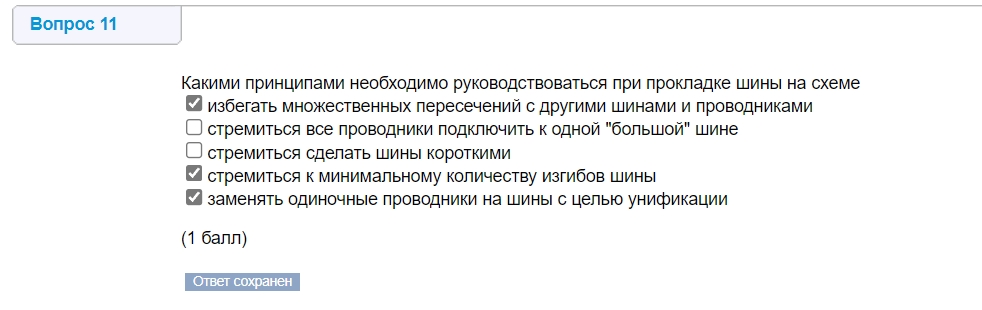 Вопрос 11
Какими принципами необходимо руководствоваться при прокладке шины на схеме
избегать множественных пересечений с другими шинами и проводниками
стремиться все проводники подключить к одной "большой" шине
стремиться сделать шины короткими
стремиться к минимальному количеству изгибов шины
заменять одиночные проводники на шины с целью унификации
(1 балл)
Ответ сохранен